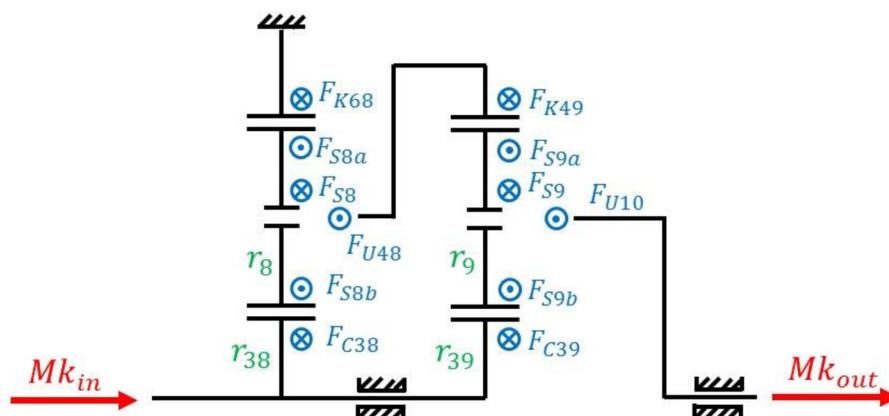 F_{K68}
F_{K49}
F_{S8a}
F_{S9a}
F_{S8}
F_{S9}
F_{U10}
F_{U48}
r_8
r_9
F_{S8b}
F_{S9b}
F_{C38}
F_{C39}
r_{38}
r_{39}
Mk_{in}
Mk_{out}